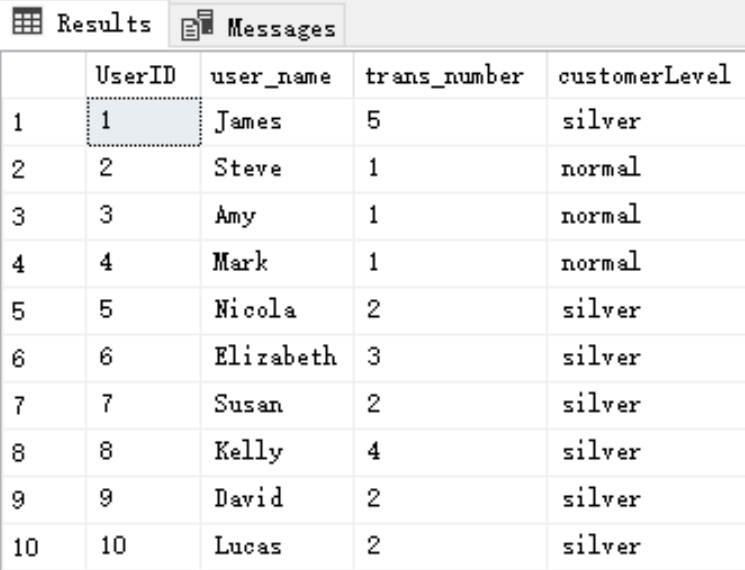 Results Messages
UserID user_name trans_number customerLevel
1 1 James 5 silver
2 2 Steve 1 normal
3 3 Amy 1 normal
4 4 Mark 1 normal
5 5 Nicola 2 silver
6 6 Elizabeth 3 silver
7 7 Susan 2 silver
8 8 Kelly 4 silver
9 9 David 2 silver
10 10 Lucas 2 silver